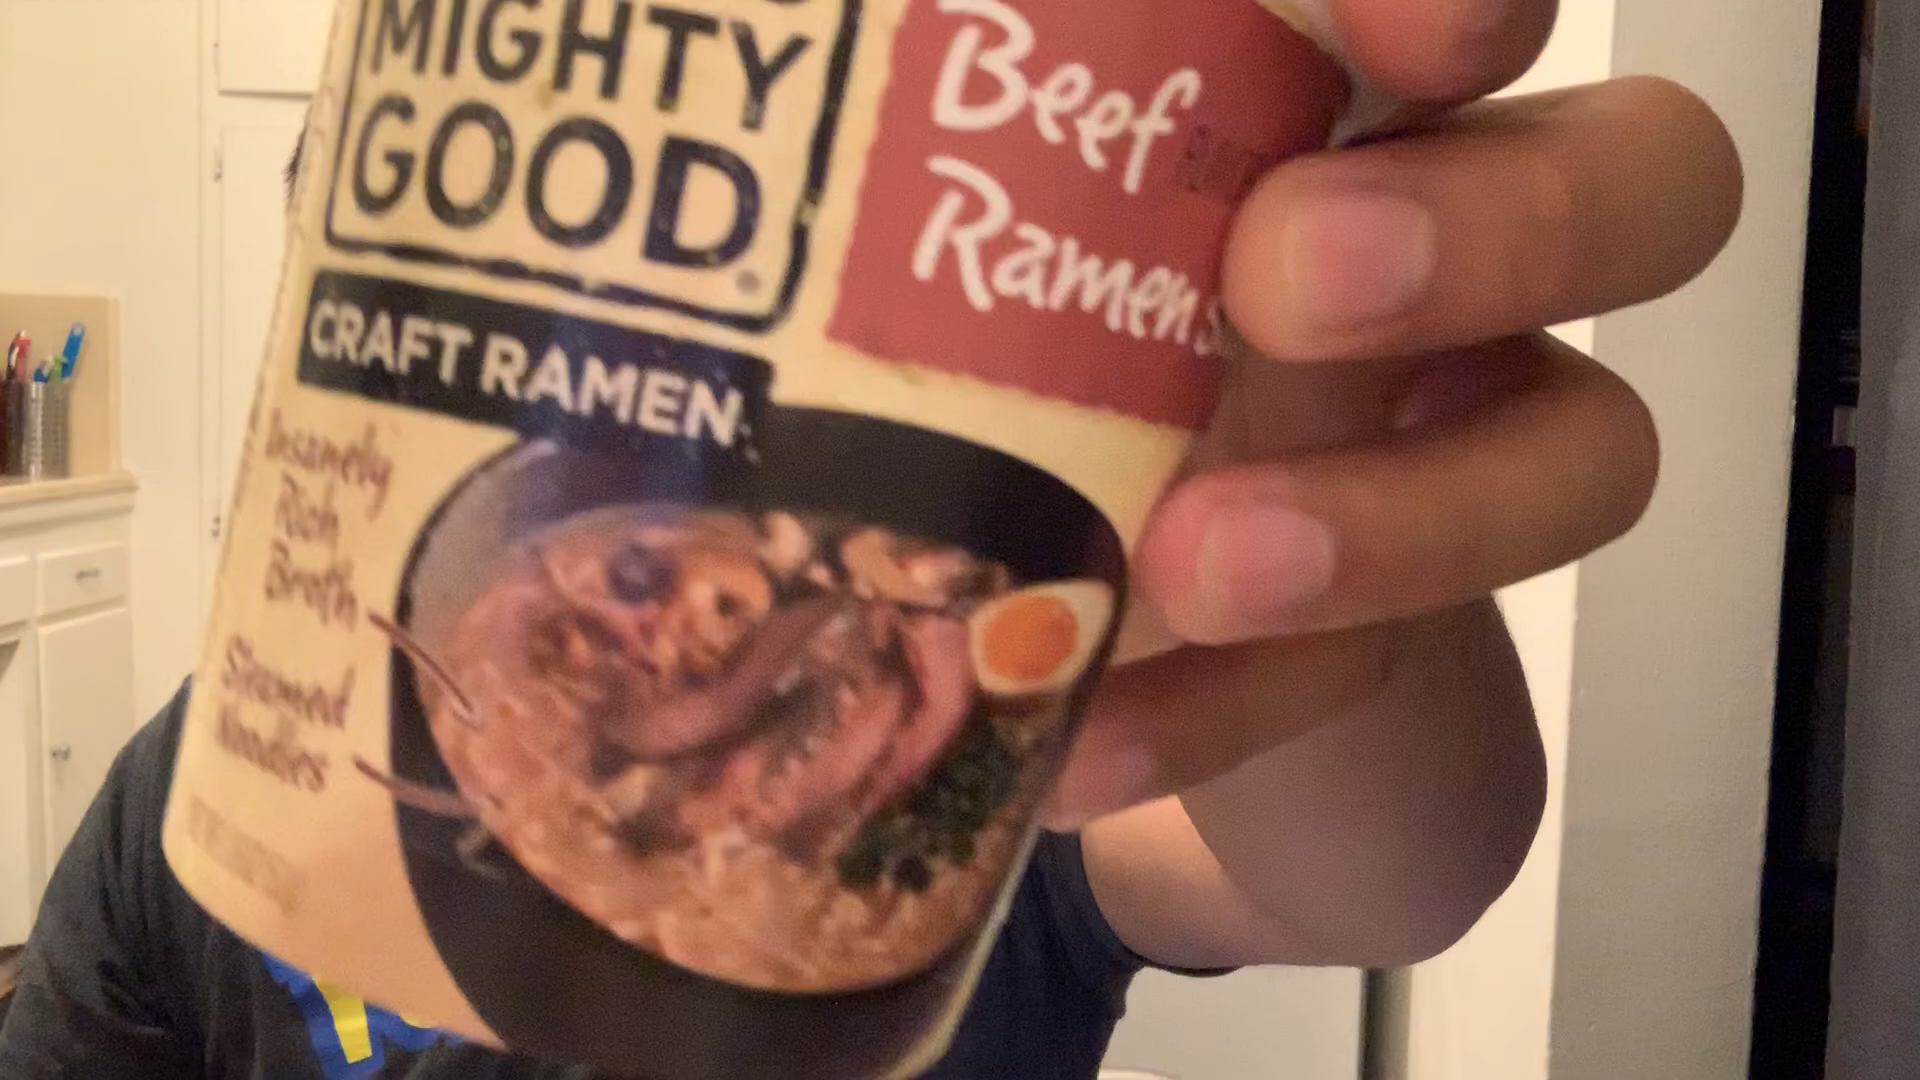 MIGHTY
GOOD
®
CRAFT RAMEN
Beef
Ramen
Insanely
Rich
Broth
Steamed
Noodles